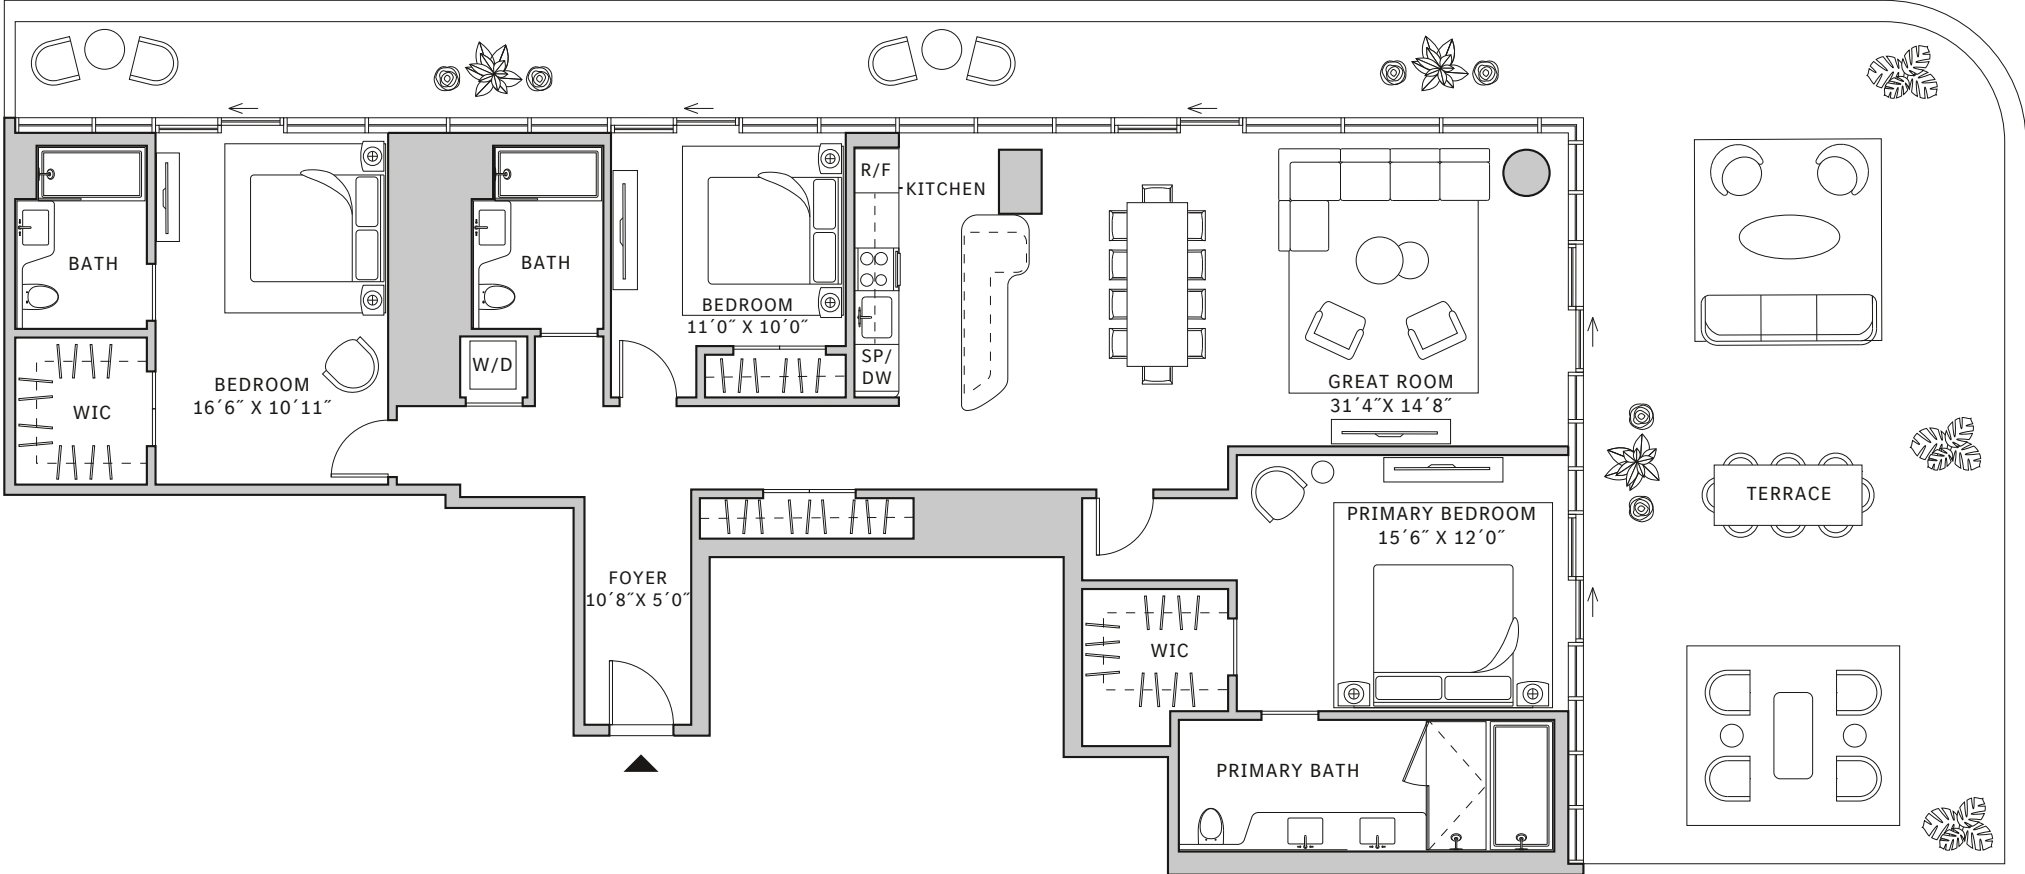 R/F
KITCHEN
BATH
BATH
BEDROOM
11´0˝ X 10´0˝
W/D
SP/
DW
BEDROOM
16´6˝ X 10´11˝
WIC
GREAT ROOM
31´4˝X 14´8˝
TERRACE
PRIMARY BEDROOM
15´6˝ X 12´0˝
FOYER
10´8˝X 5´0˝
WIC
PRIMARY BATH